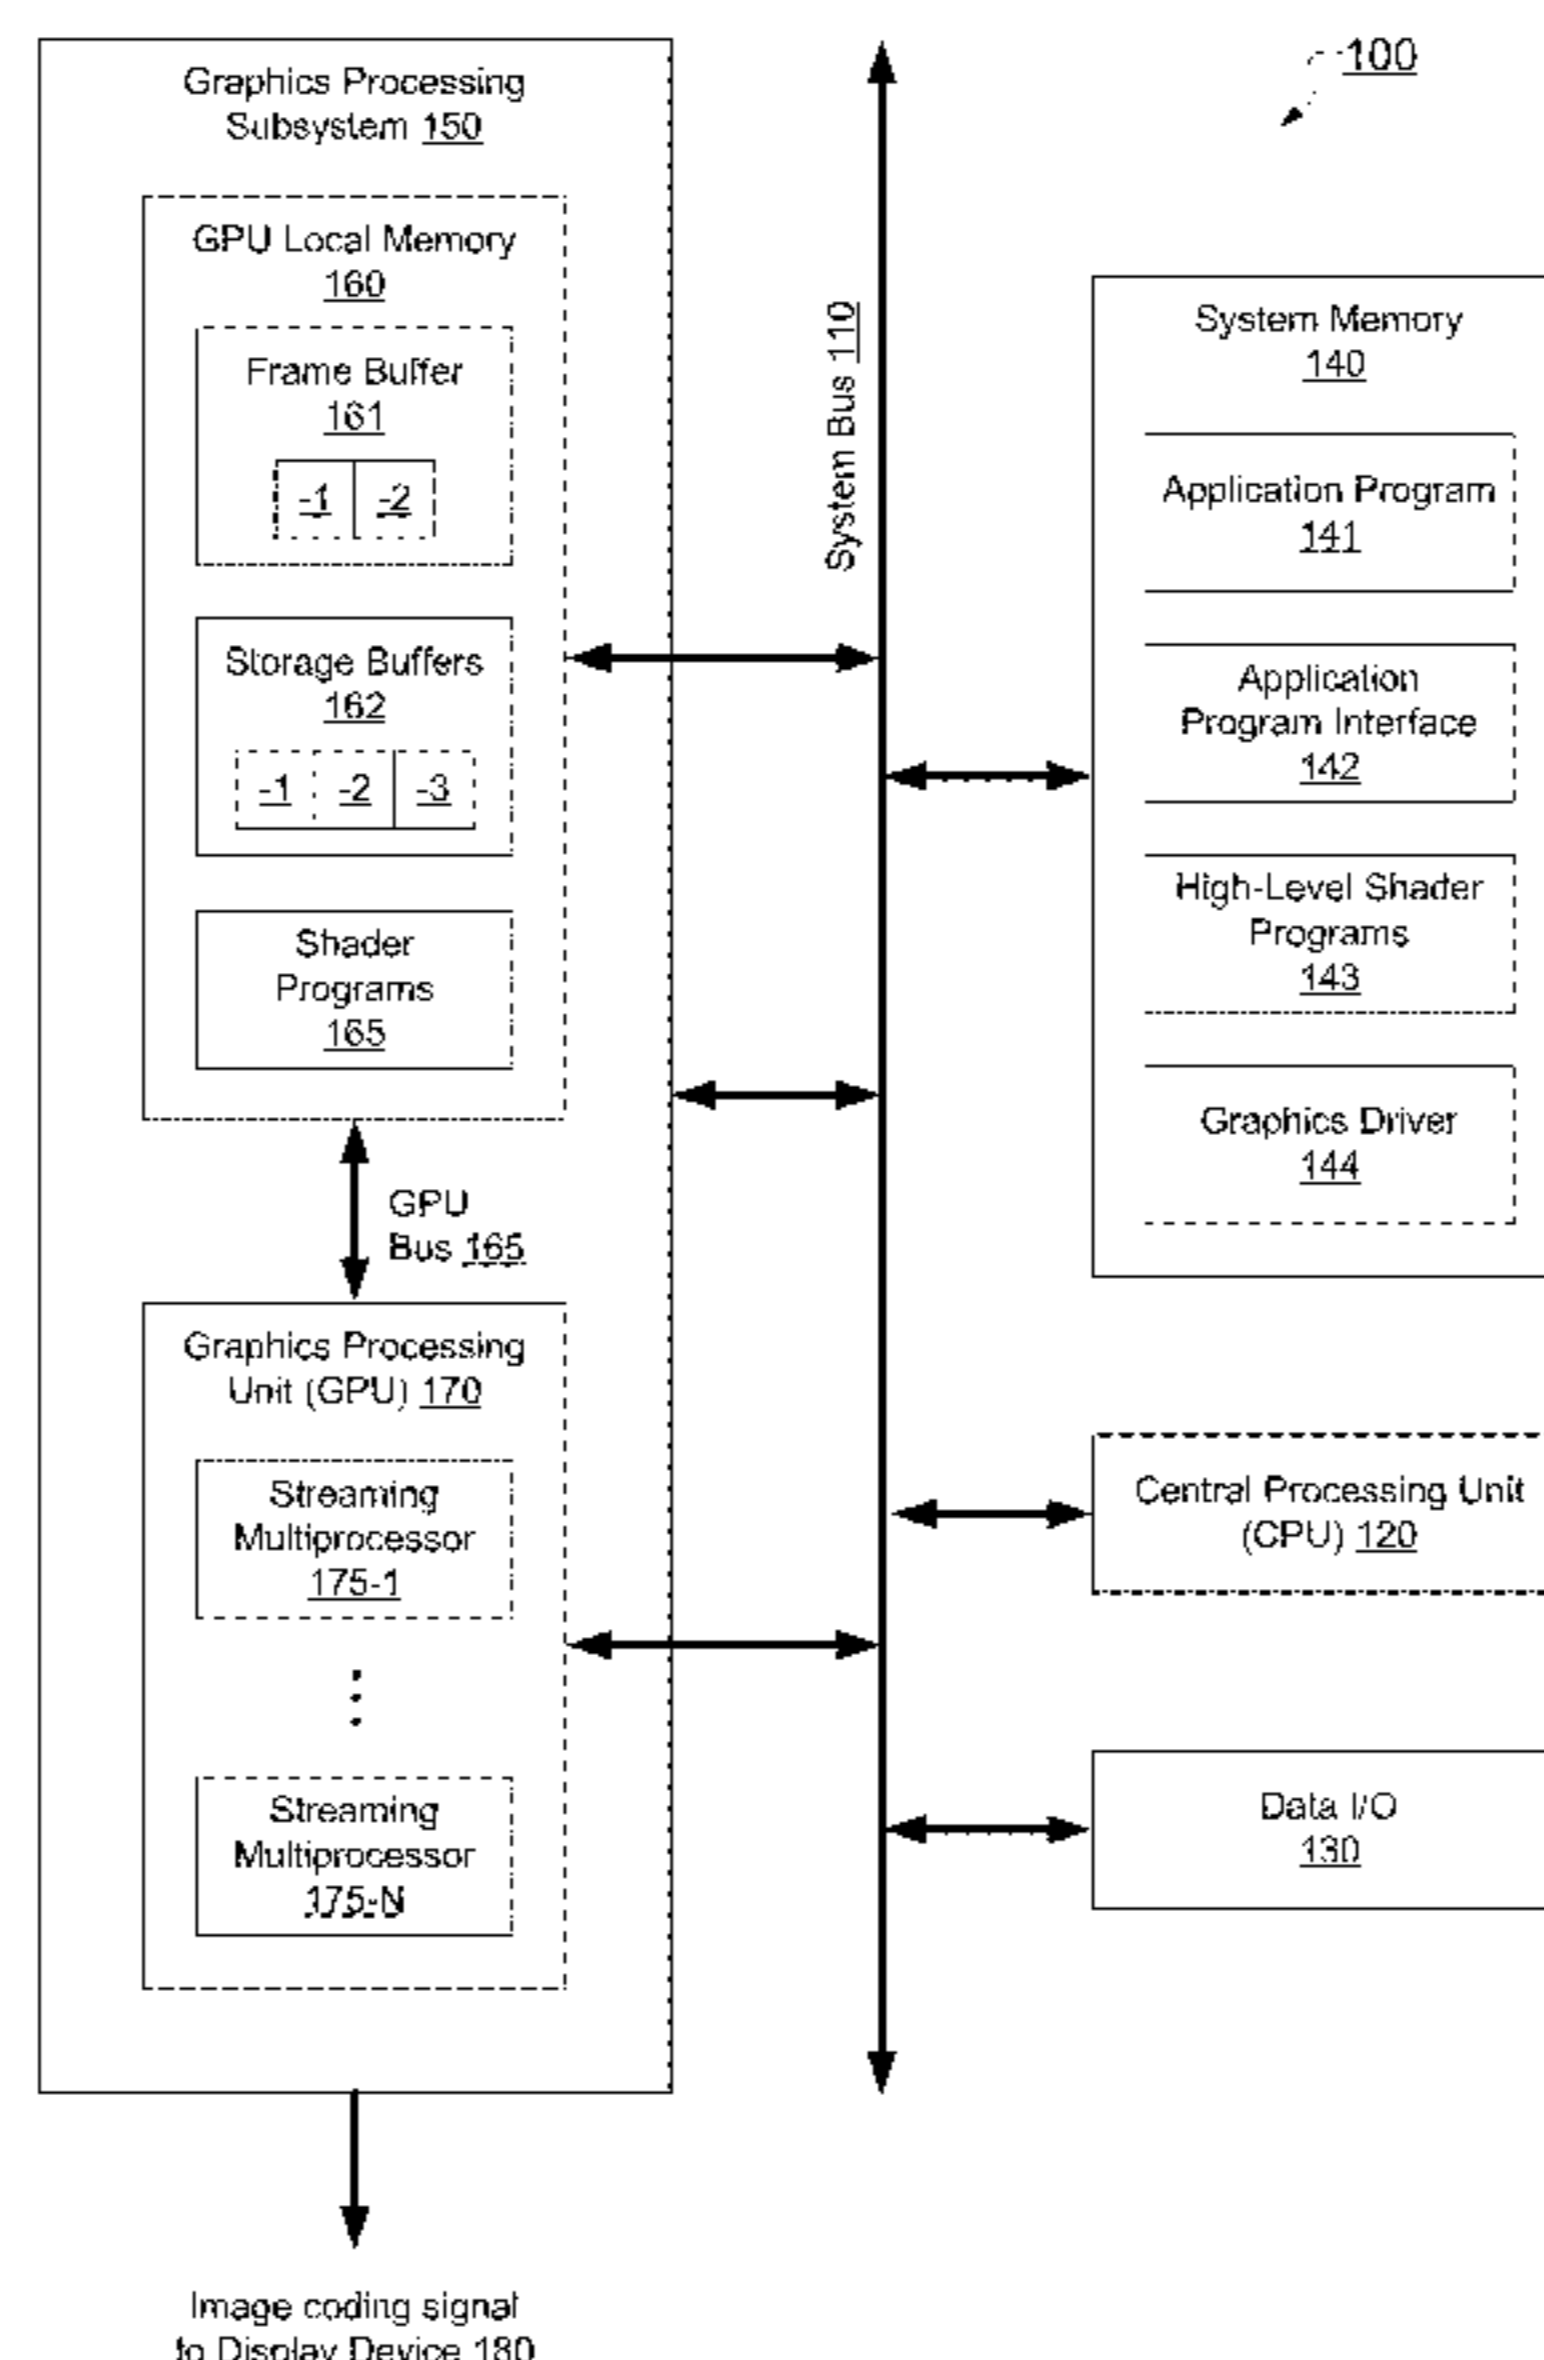 100
Graphics Processing
Subsystem 150
GPU Local Memory
160
Frame Buffer
161
-1 -2
Storage Buffers
162
-1 -2 -3
Shader
Programs
165
GPU
Bus 165
Graphics Processing
Unit (GPU) 170
Streaming
Multiprocessor
175-1
Streaming
Multiprocessor
175-N
Image coding signal
to Display Device 180
System Bus 110
System Memory
140
Application Program
141
Application
Program Interface
142
High-Level Shader
Programs
143
Graphics Driver
144
Central Processing Unit
(CPU) 120
Data I/O
130